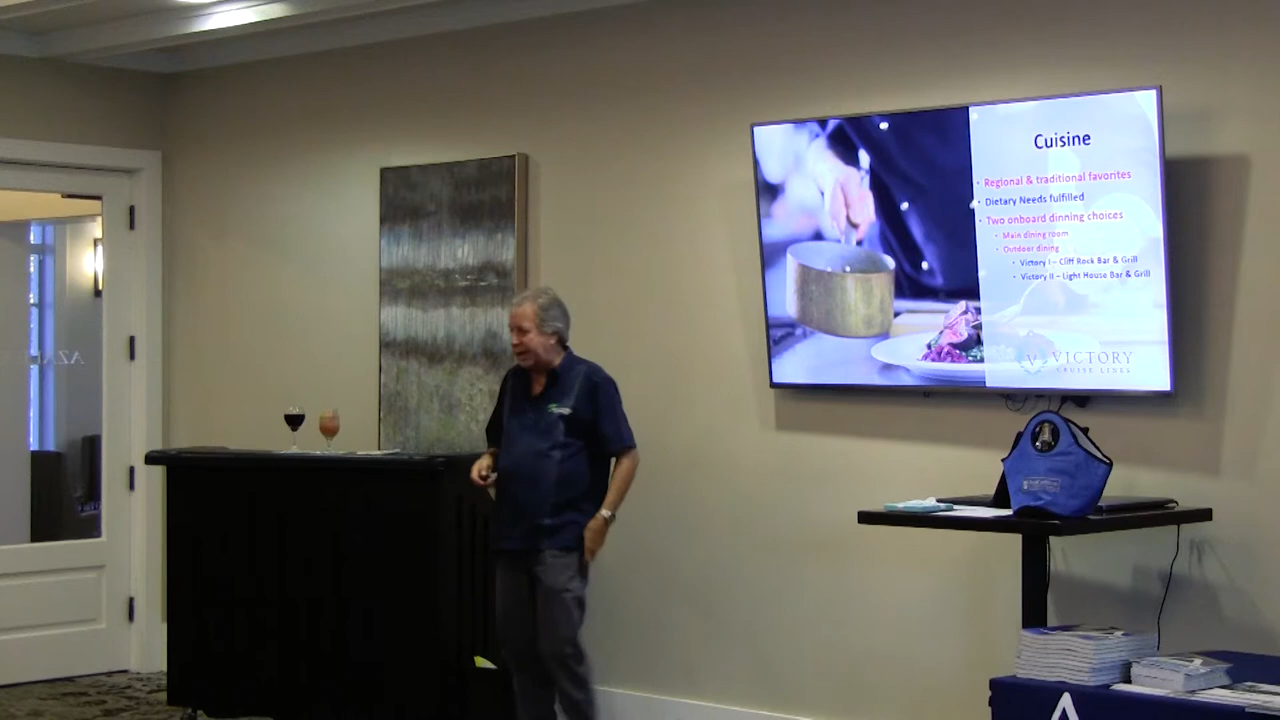 Cuisine
• Regional & traditional favorites
• Dietary Needs fulfilled
• Two onboard dinning choices
• Main dining room
• Outdoor dining
• Victory I – Cliff Rock Bar & Grill
• Victory II – Light House Bar & Grill
V VICTORY
CRUISE LINES